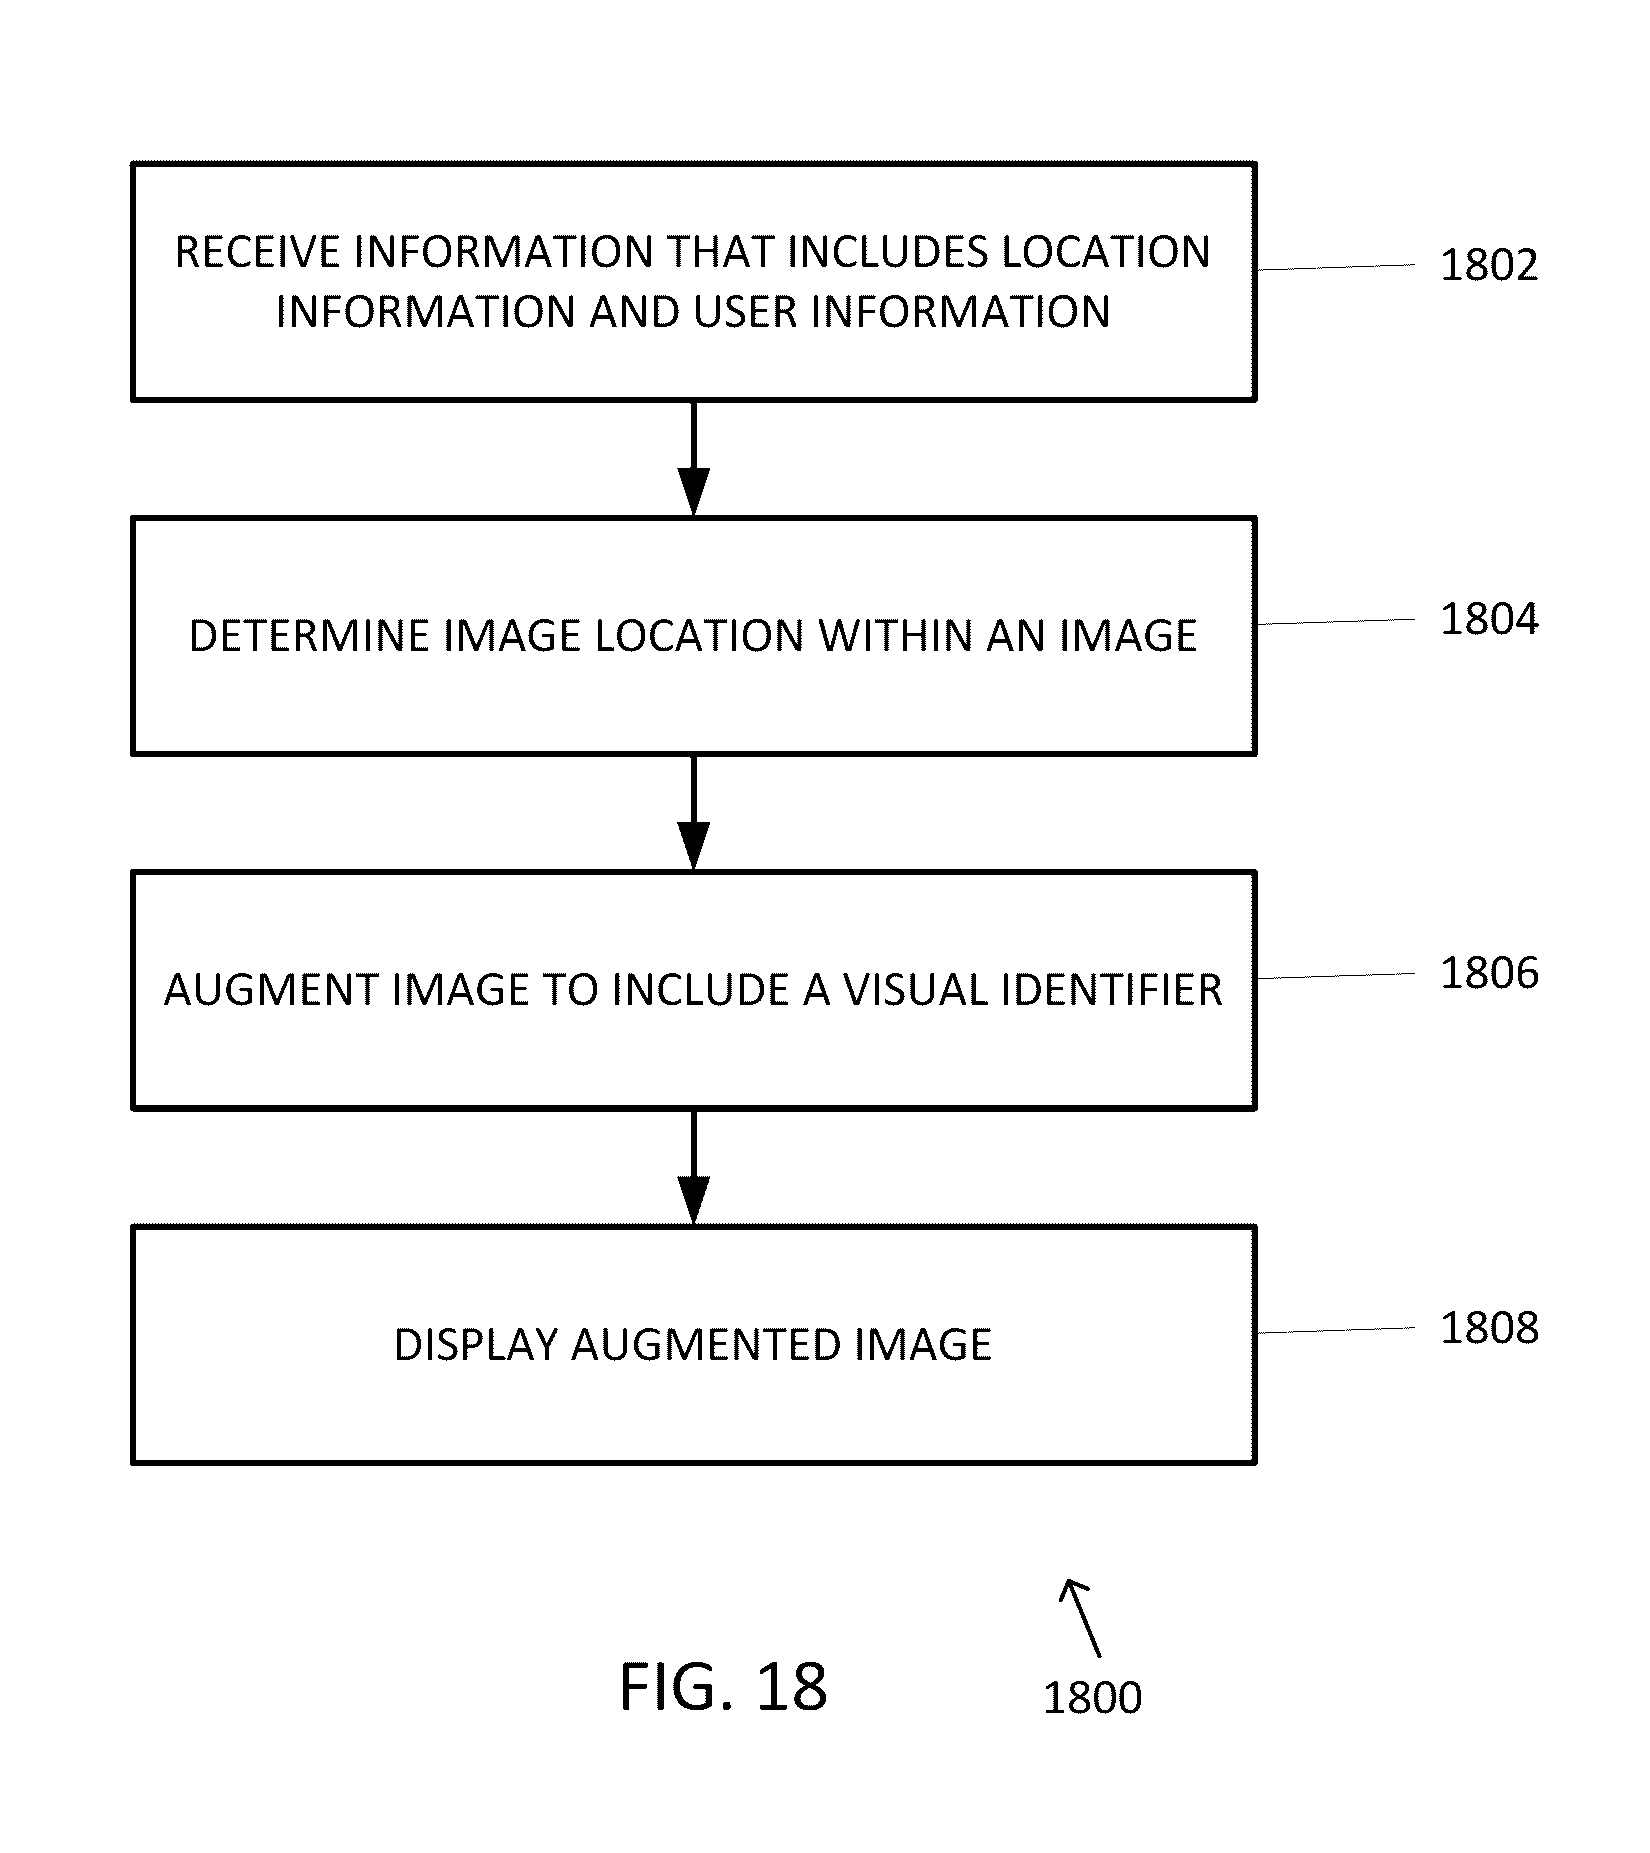 RECEIVE INFORMATION THAT INCLUDES LOCATION
INFORMATION AND USER INFORMATION
1802
DETERMINE IMAGE LOCATION WITHIN AN IMAGE
1804
AUGMENT IMAGE TO INCLUDE A VISUAL IDENTIFIER
1806
DISPLAY AUGMENTED IMAGE
1808
FIG. 18
1800